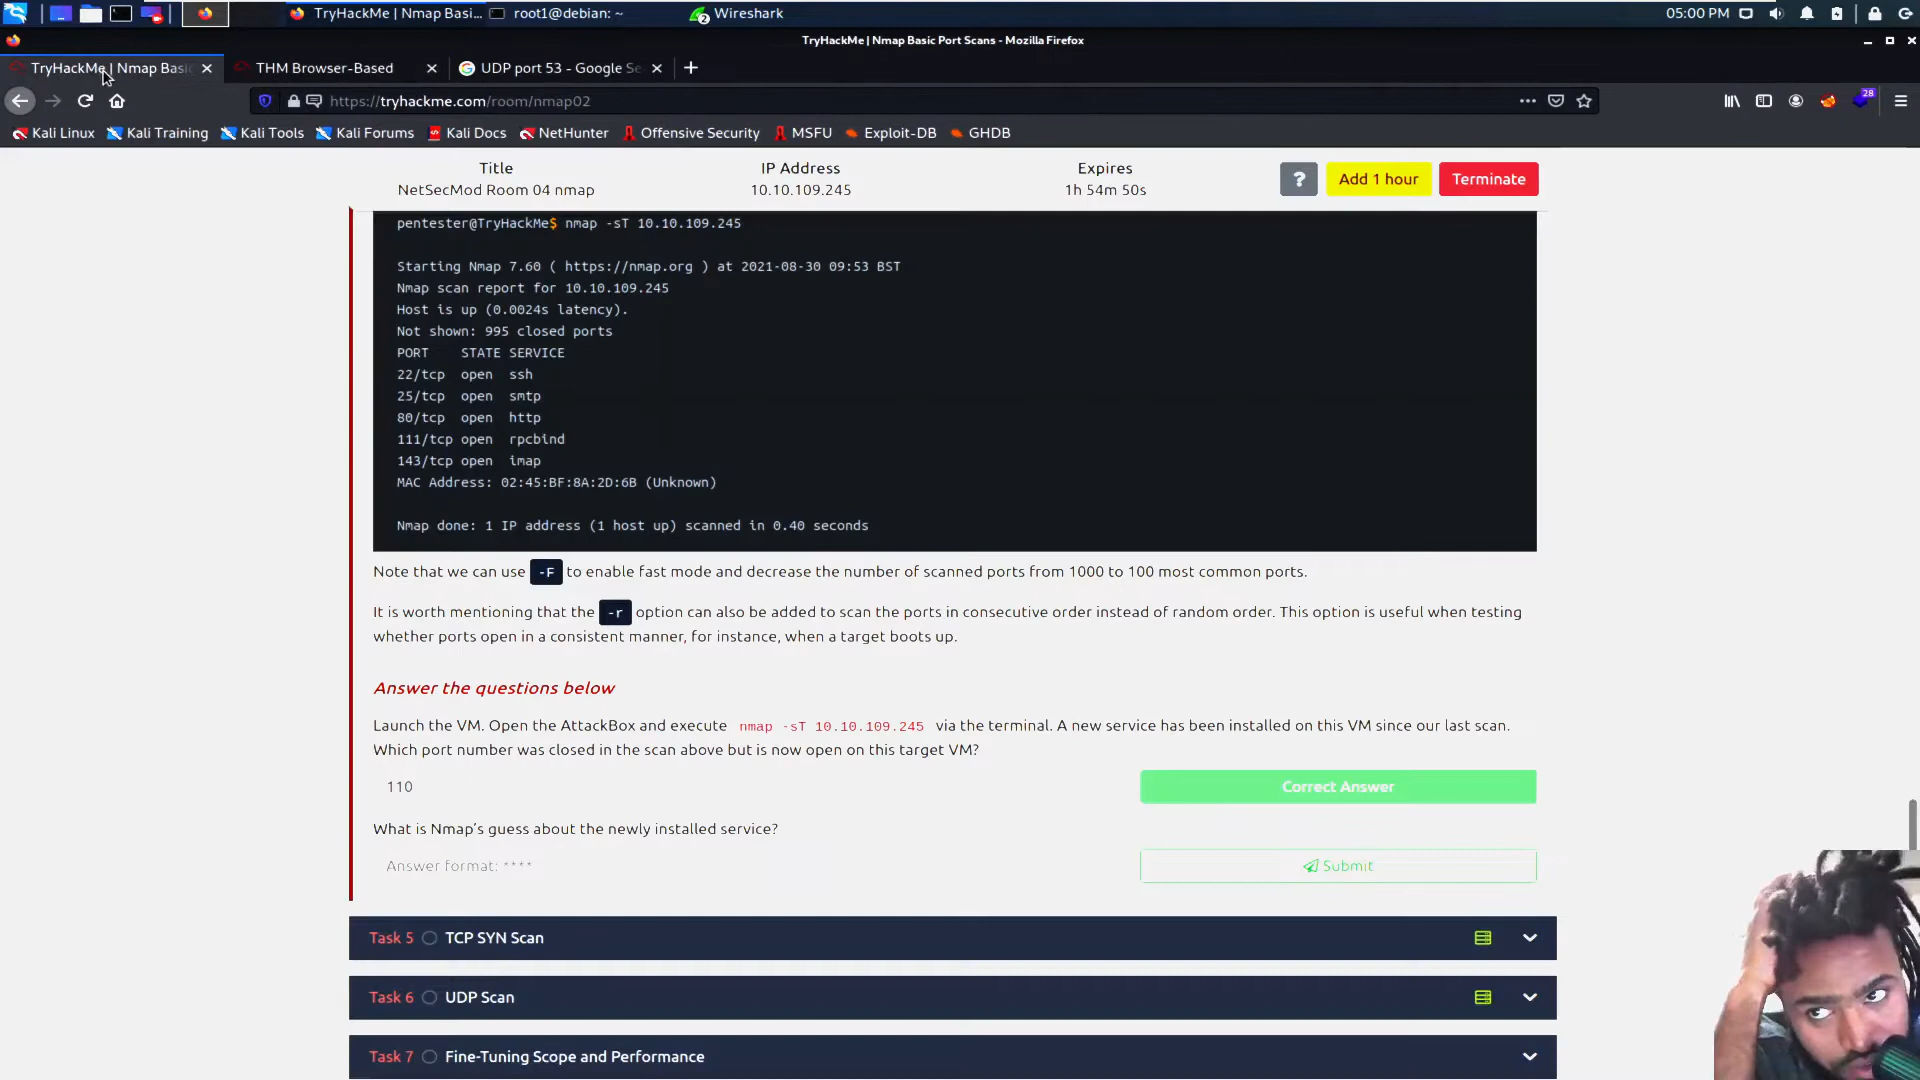 TryHackMe | Nmap Basi...
root1@debian: ~
2
Wireshark
05:00 PM
TryHackMe | Nmap Basic Port Scans - Mozilla Firefox
TryHackMe | Nmap Basi
THM Browser-Based
UDP port 53 - Google Se
https://tryhackme.com/room/nmap02
28
Kali Linux
Kali Training
Kali Tools
Kali Forums
Kali Docs
NetHunter
Offensive Security
MSFU
Exploit-DB
GHDB
Title
IP Address
Expires
NetSecMod Room 04 nmap
10.10.109.245
1h 54m 50s
?
Add 1 hour
Terminate
pentester@TryHackMe$ nmap -sT 10.10.109.245
Starting Nmap 7.60 ( https://nmap.org ) at 2021-08-30 09:53 BST
Nmap scan report for 10.10.109.245
Host is up (0.0024s latency).
Not shown: 995 closed ports
PORT    STATE SERVICE
22/tcp  open  ssh
25/tcp  open  smtp
80/tcp  open  http
111/tcp open  rpcbind
143/tcp open  imap
MAC Address: 02:45:BF:8A:2D:6B (Unknown)
Nmap done: 1 IP address (1 host up) scanned in 0.40 seconds
Note that we can use -F to enable fast mode and decrease the number of scanned ports from 1000 to 100 most common ports.
It is worth mentioning that the -r option can also be added to scan the ports in consecutive order instead of random order. This option is useful when testing
whether ports open in a consistent manner, for instance, when a target boots up.
Answer the questions below
Launch the VM. Open the AttackBox and execute nmap -sT 10.10.109.245 via the terminal. A new service has been installed on this VM since our last scan.
Which port number was closed in the scan above but is now open on this target VM?
110
Correct Answer
What is Nmap's guess about the newly installed service?
Answer format: ****
Submit
Task 5 TCP SYN Scan
Task 6 UDP Scan
Task 7 Fine-Tuning Scope and Performance